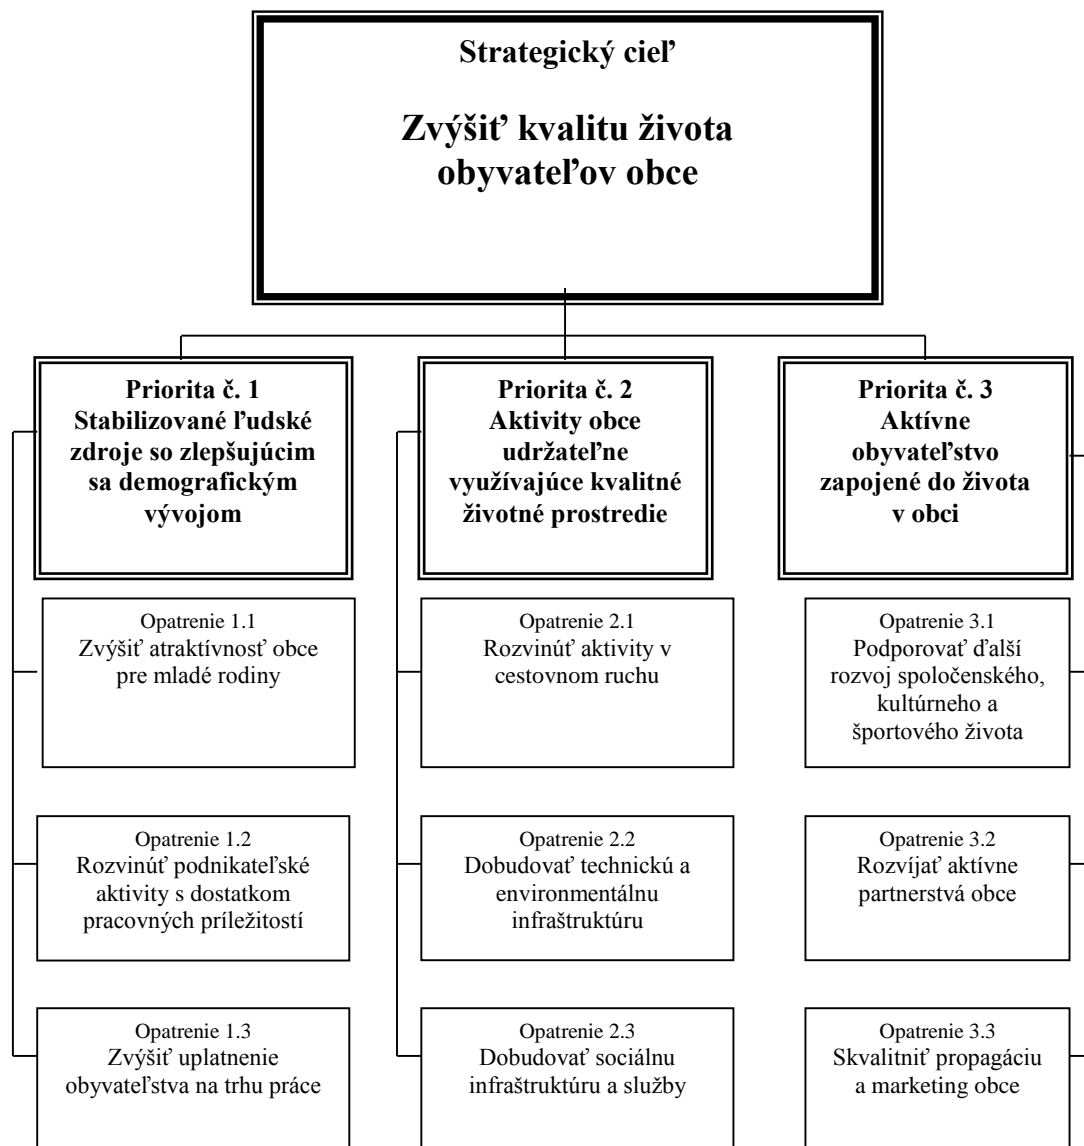 Strategický cieľ
Zvýšiť kvalitu života
obyvateľov obce
Priorita č. 1
Stabilizované ľudské
zdroje so zlepšujúcim
sa demografickým
vývojom
Priorita č. 2
Aktivity obce
udržateľne
využívajúce kvalitné
životné prostredie
Priorita č. 3
Aktívne
obyvateľstvo
zapojené do života
v obci
Opatrenie 1.1
Zvýšiť atraktívnosť obce
pre mladé rodiny
Opatrenie 2.1
Rozvinúť aktivity v
cestovnom ruchu
Opatrenie 3.1
Podporovať ďalší
rozvoj spoločenského,
kultúrneho a
športového života
Opatrenie 1.2
Rozvinúť podnikateľské
aktivity s dostatkom
pracovných príležitostí
Opatrenie 2.2
Dobudovať technickú a
environmentálnu
infraštruktúru
Opatrenie 3.2
Rozvíjať aktívne
partnerstvá obce
Opatrenie 1.3
Zvýšiť uplatnenie
obyvateľstva na trhu práce
Opatrenie 2.3
Dobudovať sociálnu
infraštruktúru a služby
Opatrenie 3.3
Skvalitniť propagáciu
a marketing obce